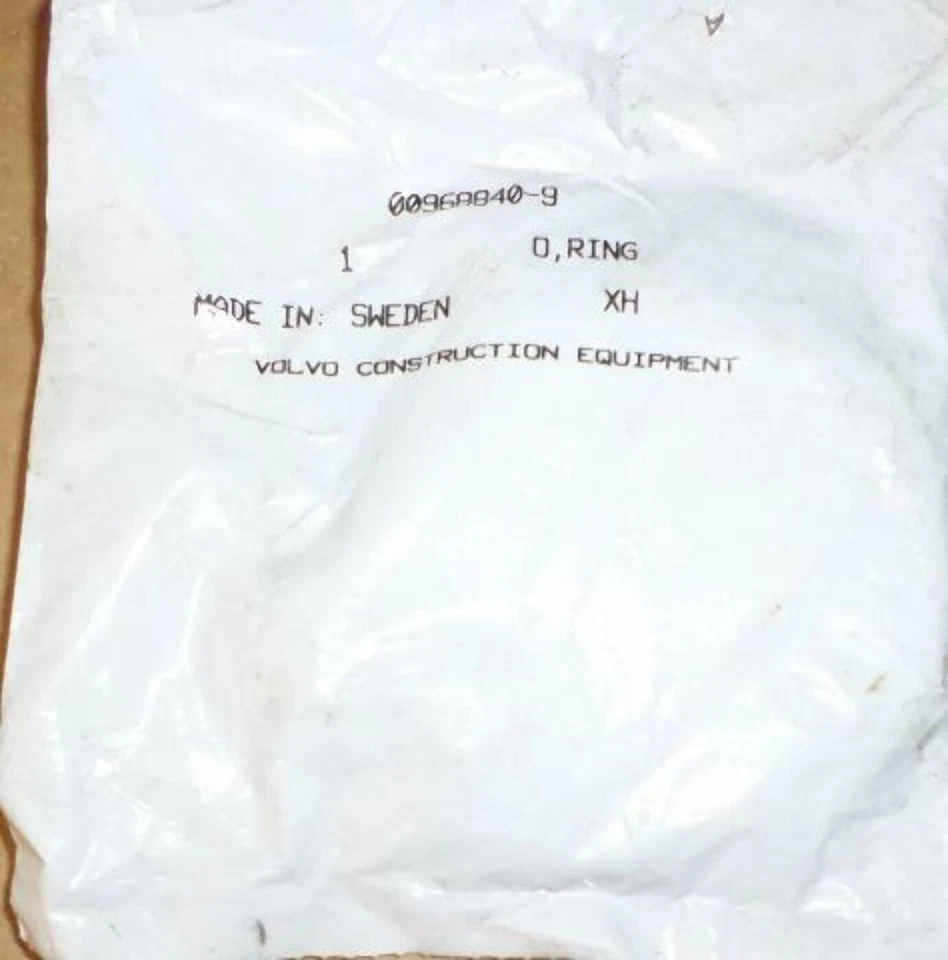 00968840-9
1 O,RING
MADE IN: SWEDEN XH
VOLVO CONSTRUCTION EQUIPMENT